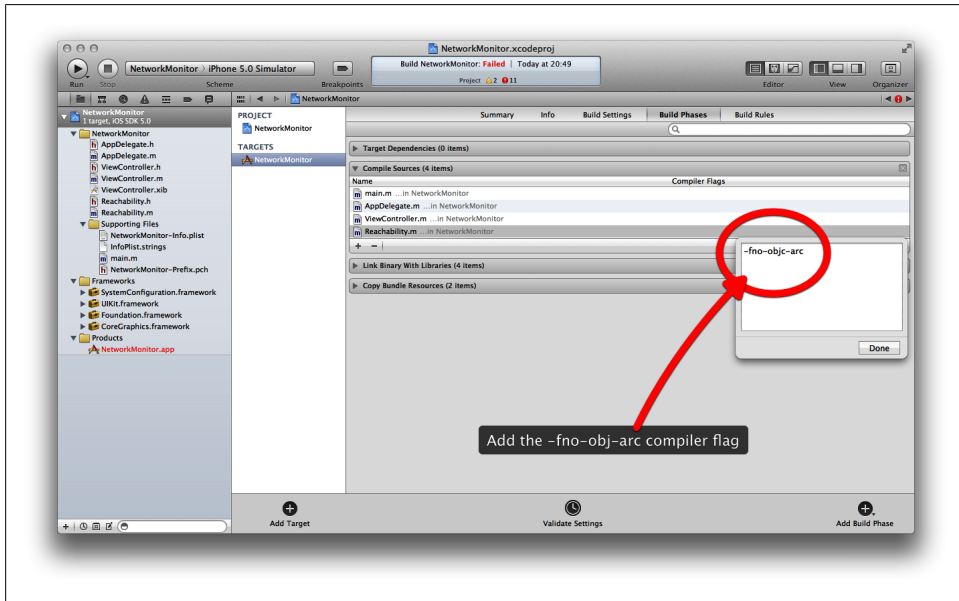 NetworkMonitor.xcodeproj
NetworkMonitor › iPhone 5.0 Simulator
Build NetworkMonitor: Failed | Today at 20:49
Project 2 11
Run Stop Scheme Breakpoints Editor View Organizer
NetworkMonitor
NetworkMonitor
1 target, iOS SDK 5.0
NetworkMonitor
AppDelegate.h
AppDelegate.m
ViewController.h
ViewController.m
ViewController.xib
Reachability.h
Reachability.m
Supporting Files
NetworkMonitor-Info.plist
InfoPlist.strings
main.m
NetworkMonitor-Prefix.pch
Frameworks
SystemConfiguration.framework
UIKit.framework
Foundation.framework
CoreGraphics.framework
Products
NetworkMonitor.app
PROJECT
NetworkMonitor
TARGETS
NetworkMonitor
Summary Info Build Settings Build Phases Build Rules
Target Dependencies (0 items)
Compile Sources (4 items)
Name Compiler Flags
main.m ...in NetworkMonitor
AppDelegate.m ...in NetworkMonitor
ViewController.m ...in NetworkMonitor
Reachability.m ...in NetworkMonitor
Link Binary With Libraries (4 items)
Copy Bundle Resources (2 items)
-fno-objc-arc
Done
Add the -fno-obj-arc compiler flag
Add Target Validate Settings Add Build Phase